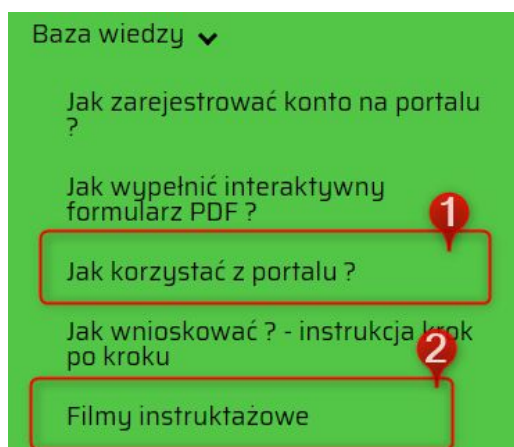 Baza wiedzy
Jak zarejestrować konto na portalu
?
Jak wypełnić interaktywny
formularz PDF ?
1
Jak korzystać z portalu ?
Jak wnioskować ? - instrukcja krok
po kroku
2
Filmy instruktażowe